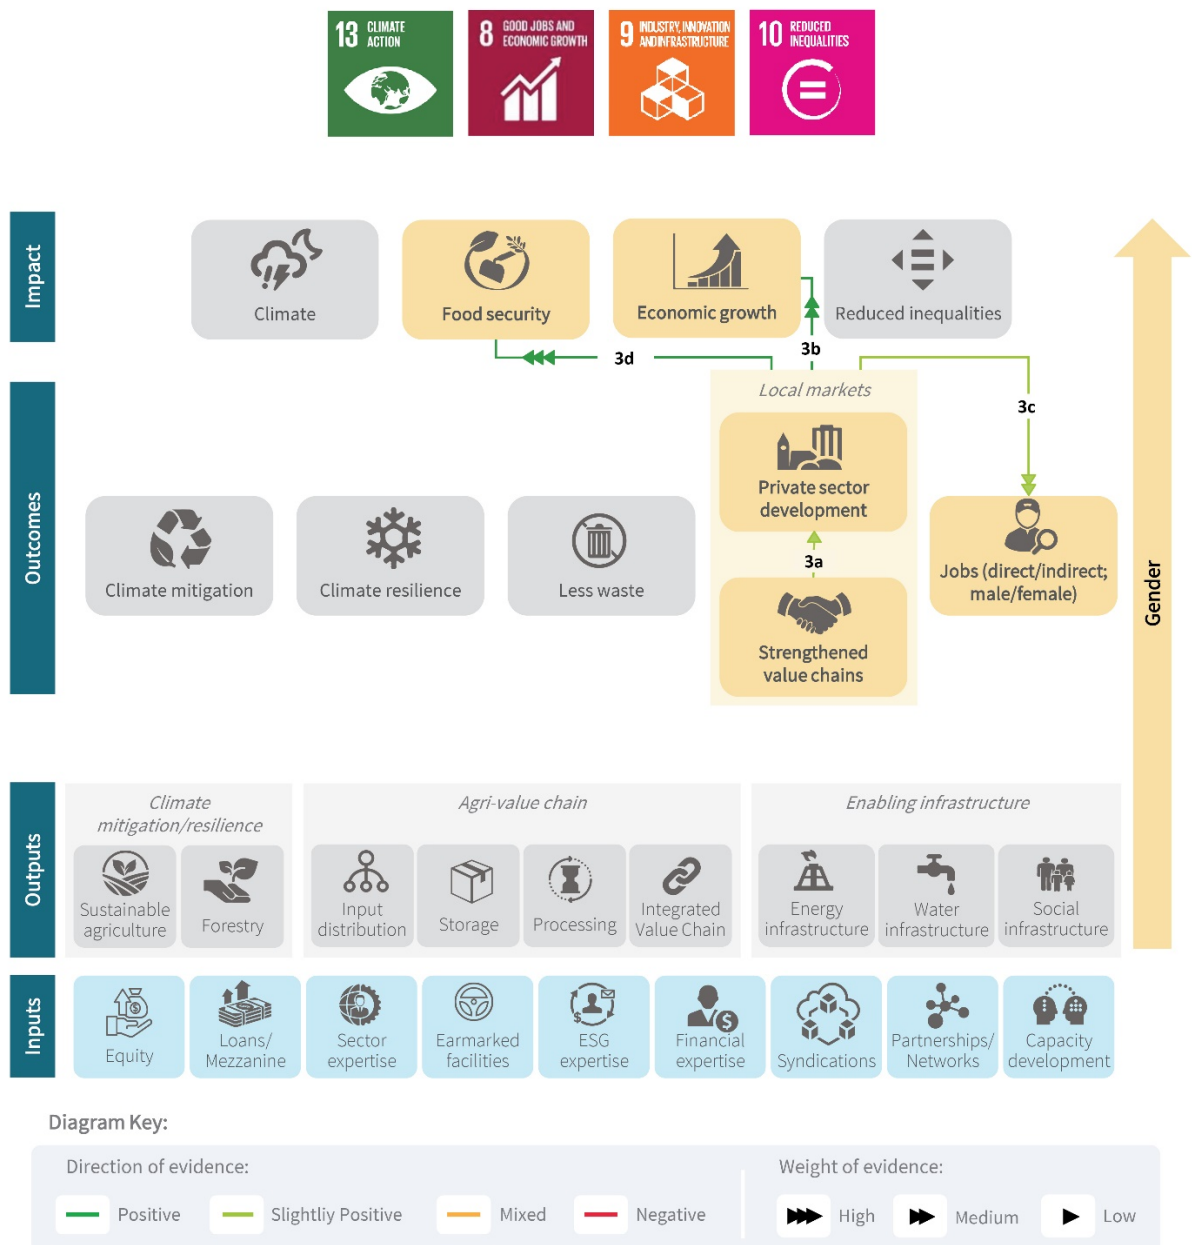 13 CLIMATE
ACTION
8 GOOD JOBS AND
ECONOMIC GROWTH
9 INDUSTRY, INNOVATION
AND INFRASTRUCTURE
10 REDUCED
INEQUALITIES
Impact
Climate
Food security
Economic growth
Reduced inequalities
3d
3b
3c
Outcomes
Local markets
Private sector
development
3a
Strengthened
value chains
Climate mitigation
Climate resilience
Less waste
Jobs (direct/indirect;
male/female)
Gender
Outputs
Climate
mitigation/resilience
Sustainable
agriculture
Forestry
Agri-value chain
Input
distribution
Storage
Processing
Integrated
Value Chain
Enabling infrastructure
Energy
infrastructure
Water
infrastructure
Social
infrastructure
Inputs
Equity
Loans/
Mezzanine
Sector
expertise
Earmarked
facilities
ESG
expertise
Financial
expertise
Syndications
Partnerships/
Networks
Capacity
development
Diagram Key:
Direction of evidence:
Positive
Slightliy Positive
Mixed
Negative
Weight of evidence:
High
Medium
Low